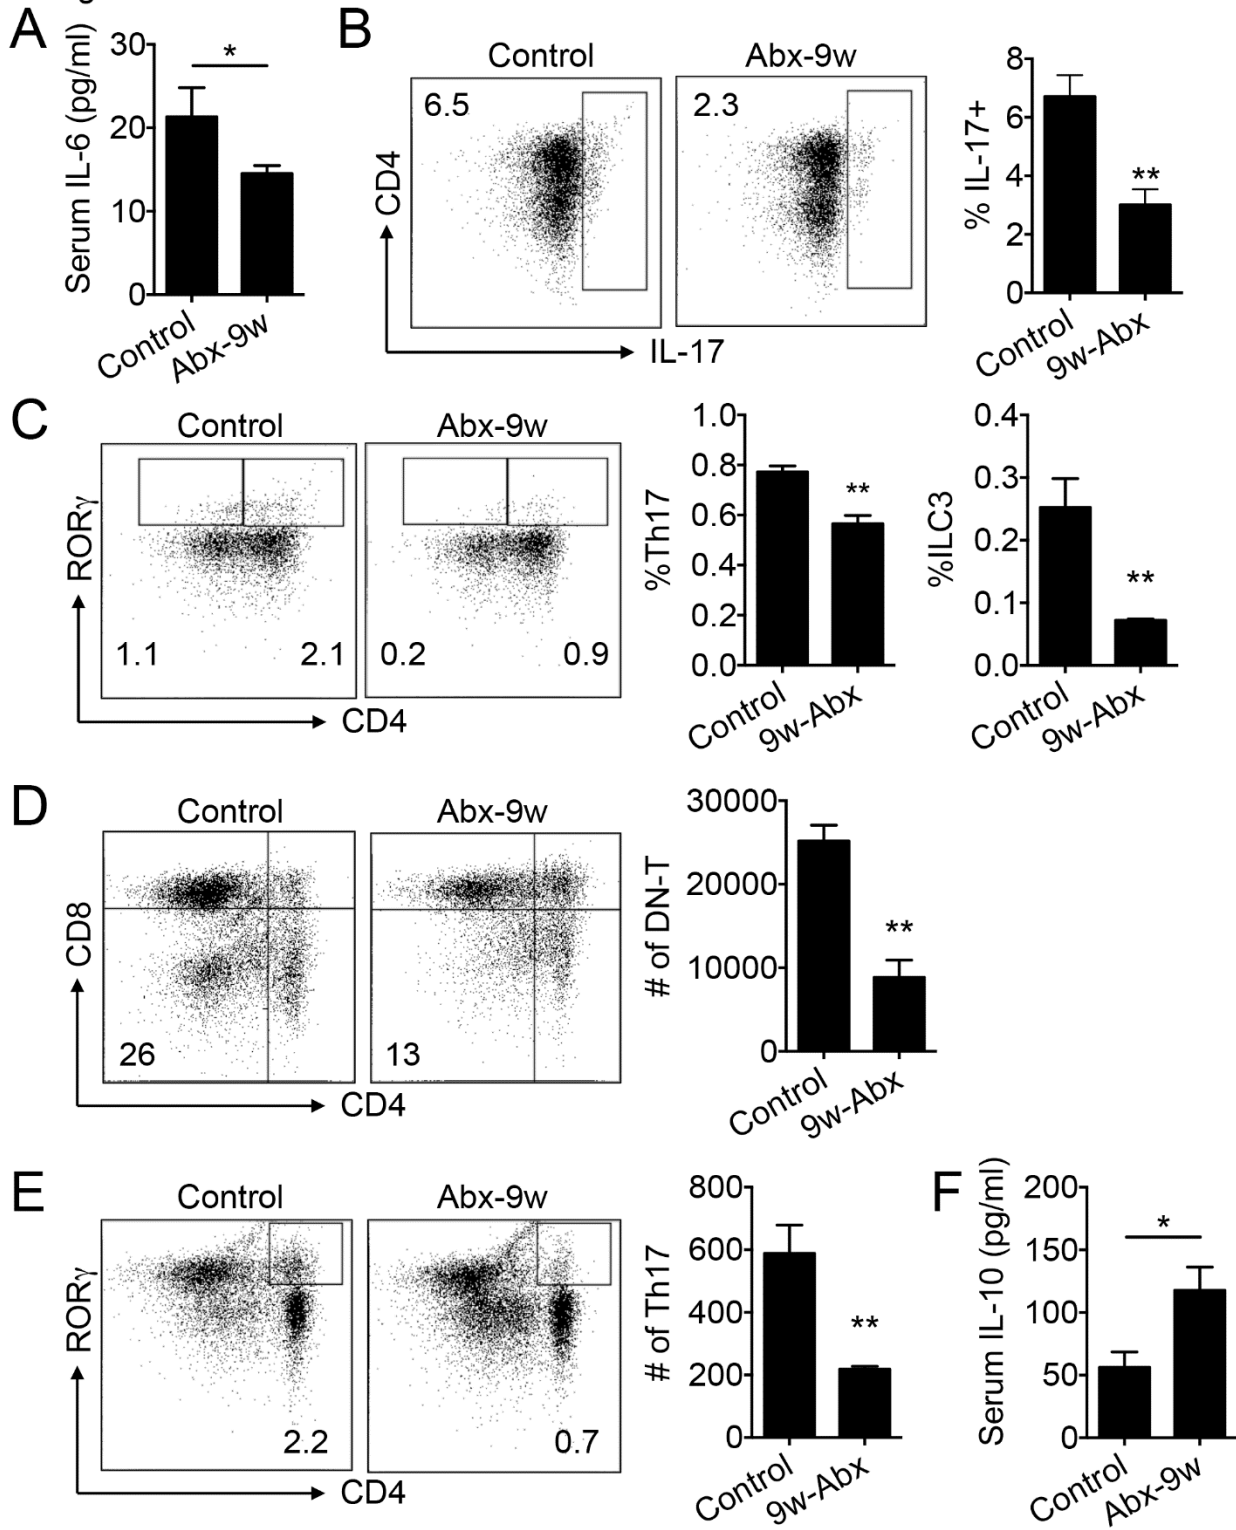 A
Serum IL-6 (pg/ml)
30
20
10
0
*
Control
Abx-9w
B
Control
Abx-9w
6.5
2.3
CD4
IL-17
% IL-17+
8
6
4
2
0
**
Control
9w-Abx
C
Control
Abx-9w
RORγ
1.1
2.1
0.2
0.9
CD4
%Th17
1.0
0.8
0.6
0.4
0.2
0.0
**
Control
9w-Abx
%ILC3
0.4
0.3
0.2
0.1
0.0
**
Control
9w-Abx
D
Control
Abx-9w
CD8
26
13
CD4
# of DN-T
30000
20000
10000
0
**
Control
9w-Abx
E
Control
Abx-9w
RORγ
2.2
0.7
CD4
# of Th17
800
600
400
200
0
**
Control
9w-Abx
F
Serum IL-10 (pg/ml)
200
150
100
50
0
*
Control
Abx-9w